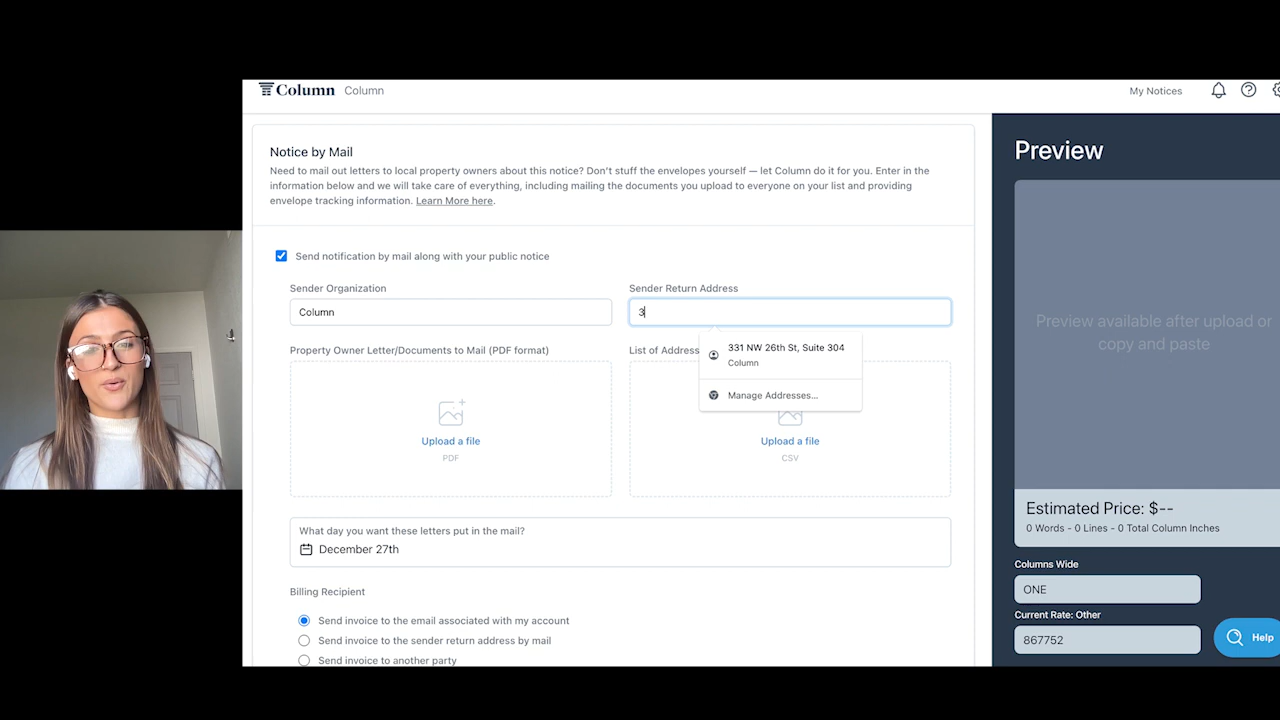 Column Column My Notices
Notice by Mail
Need to mail out letters to local property owners about this notice? Don't stuff the envelopes yourself — let Column do it for you. Enter in the
information below and we will take care of everything, including mailing the documents you upload to everyone on your list and providing
envelope tracking information. Learn More here.
Send notification by mail along with your public notice
Sender Organization
Column
Sender Return Address
3
331 NW 26th St, Suite 304
Column
Manage Addresses...
Property Owner Letter/Documents to Mail (PDF format)
Upload a file
PDF
List of Address
Upload a file
CSV
What day you want these letters put in the mail?
December 27th
Billing Recipient
Send invoice to the email associated with my account
Send invoice to the sender return address by mail
Send invoice to another party
Preview
Preview available after upload or
copy and paste
Estimated Price: $--
0 Words - 0 Lines - 0 Total Column Inches
Columns Wide
ONE
Current Rate: Other
867752
Help